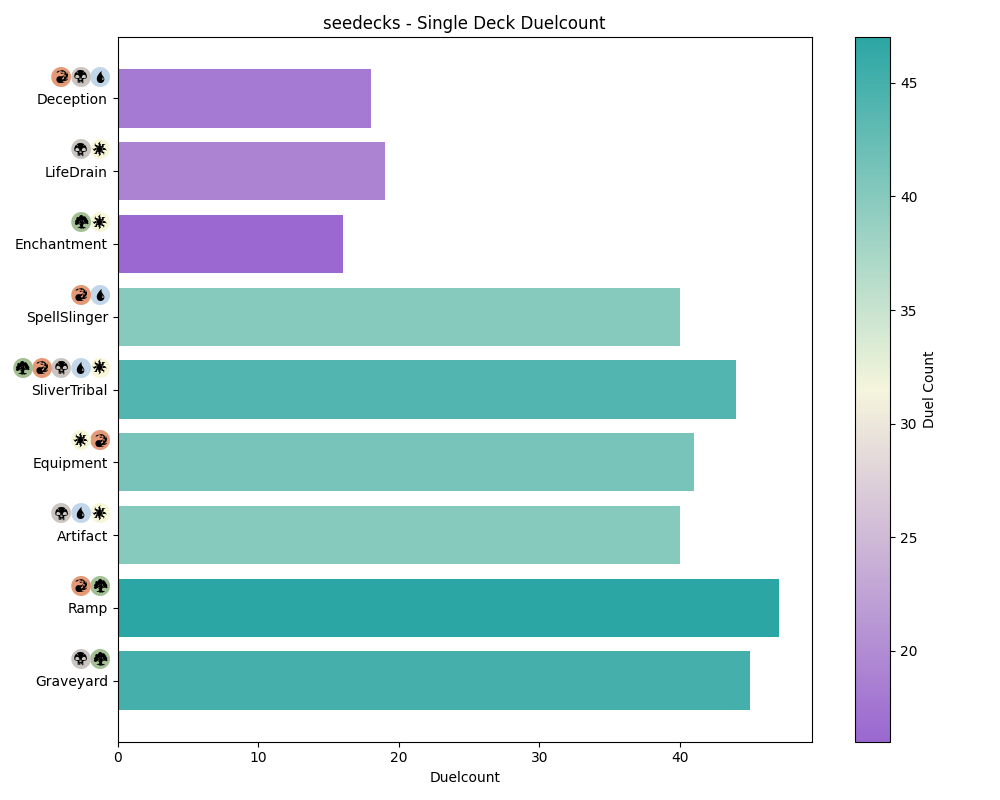 seedecks - Single Deck Duelcount
Deception
LifeDrain
Enchantment
SpellSlinger
SliverTribal
Equipment
Artifact
Ramp
Graveyard
0
10
20
30
40
Duelcount
45
40
35
30
25
20
Duel Count